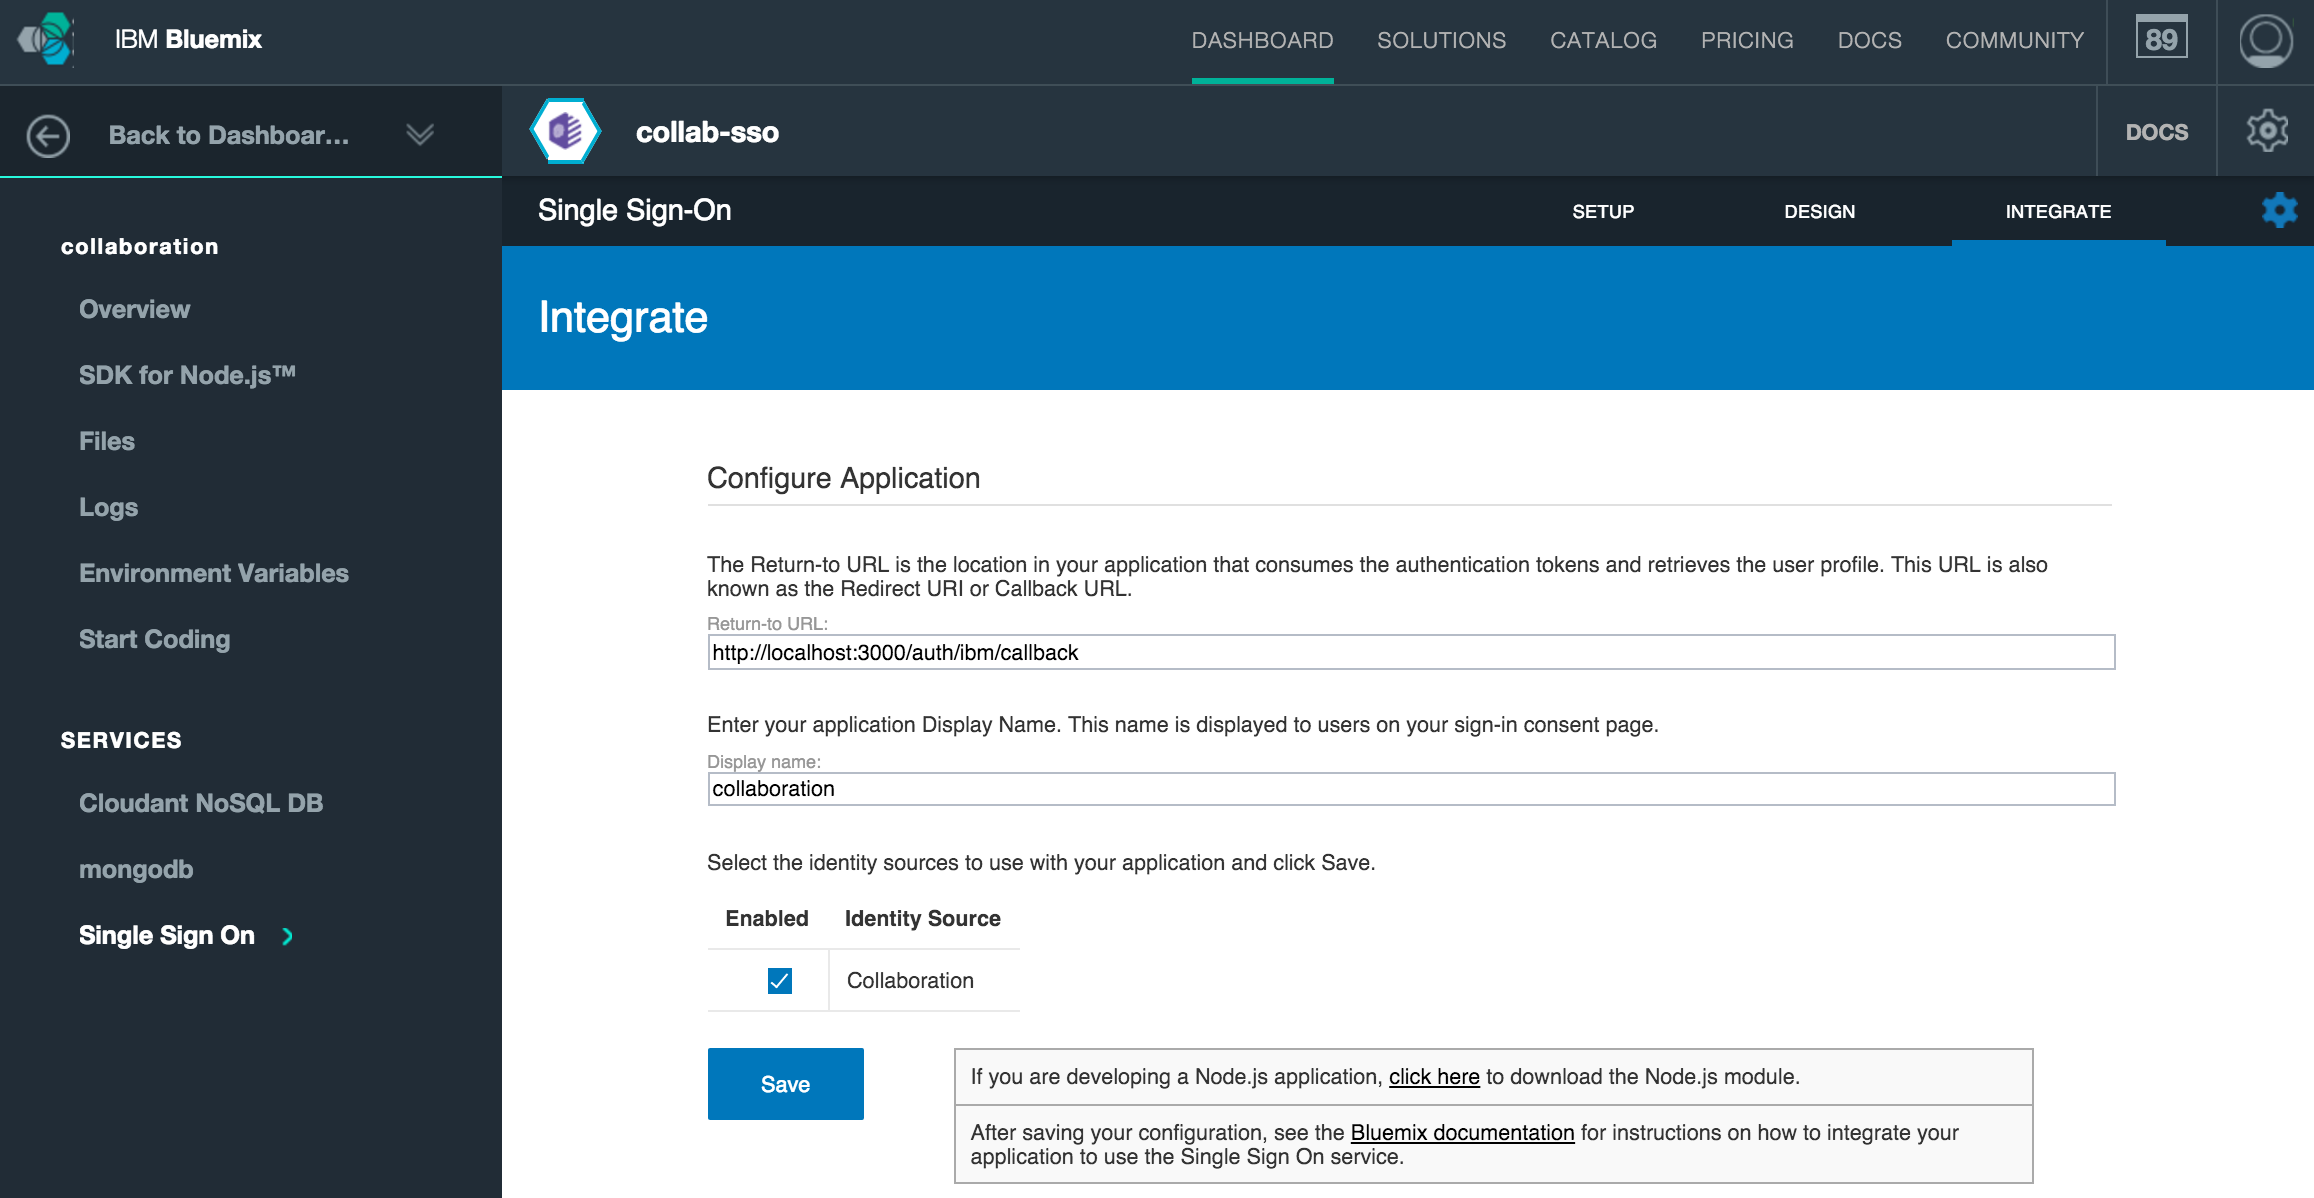 IBM Bluemix
DASHBOARD SOLUTIONS CATALOG PRICING DOCS COMMUNITY 89
Back to Dashboar...
collab-sso
DOCS
Single Sign-On
SETUP DESIGN INTEGRATE
collaboration
Overview
SDK for Node.js™
Files
Logs
Environment Variables
Start Coding
SERVICES
Cloudant NoSQL DB
mongodb
Single Sign On
Integrate
Configure Application
The Return-to URL is the location in your application that consumes the authentication tokens and retrieves the user profile. This URL is also
known as the Redirect URI or Callback URL.
Return-to URL:
http://localhost:3000/auth/ibm/callback
Enter your application Display Name. This name is displayed to users on your sign-in consent page.
Display name:
collaboration
Select the identity sources to use with your application and click Save.
Enabled Identity Source
Collaboration
Save
If you are developing a Node.js application, click here to download the Node.js module.
After saving your configuration, see the Bluemix documentation for instructions on how to integrate your
application to use the Single Sign On service.